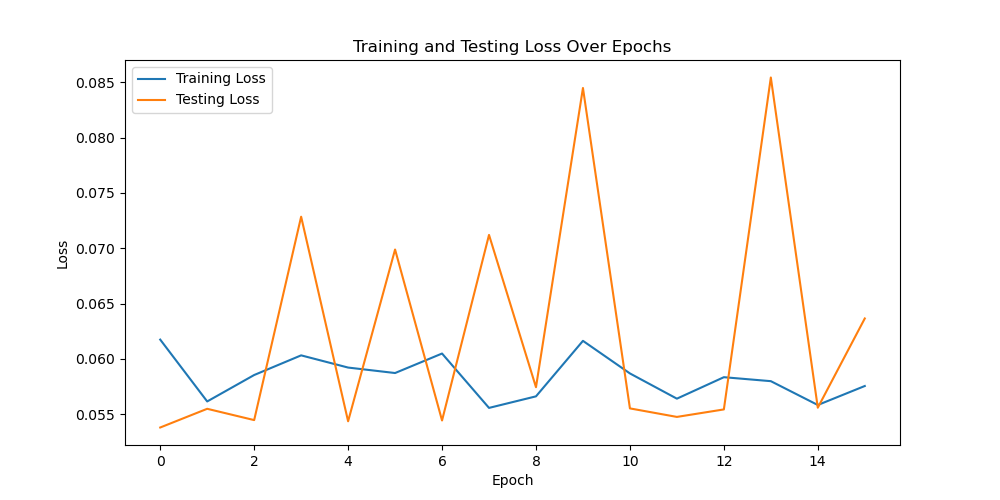 Training and Testing Loss Over Epochs
Training Loss
Testing Loss
0.085
0.080
0.075
0.070
0.065
0.060
0.055
Loss
0 2 4 6 8 10 12 14
Epoch